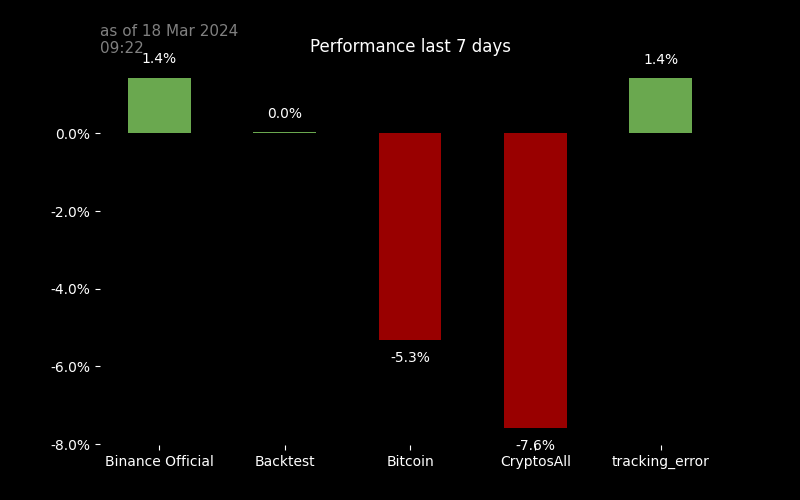 as of 18 Mar 2024
09:22
Performance last 7 days
1.4%
0.0%
-5.3%
-7.6%
1.4%
0.0%
-2.0%
-4.0%
-6.0%
-8.0%
Binance Official
Backtest
Bitcoin
CryptosAll
tracking_error